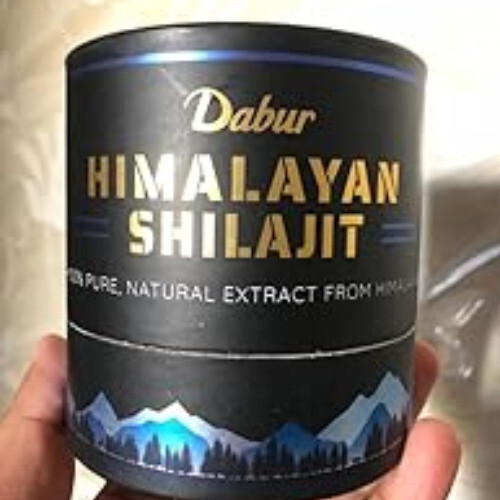 Dabur
HIMALAYAN
SHILAJIT
PURE, NATURAL EXTRACT FROM